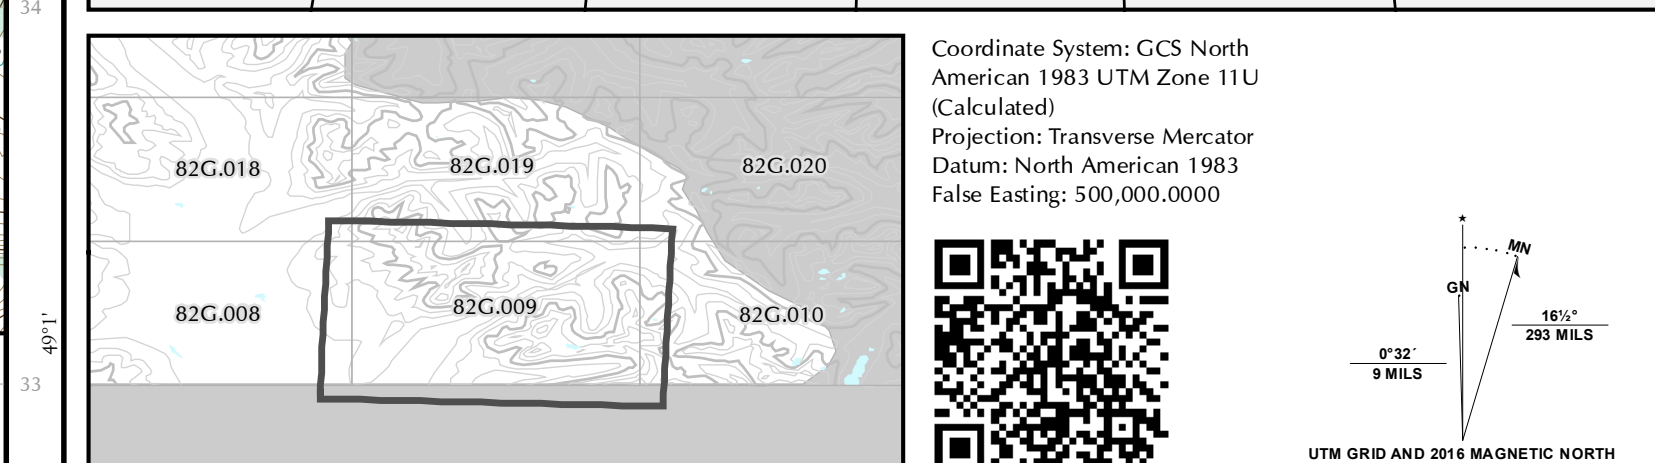 34
82G.018
82G.019
82G.020
82G.008
82G.009
82G.010
49°1'
33
Coordinate System: GCS North
American 1983 UTM Zone 11U
(Calculated)
Projection: Transverse Mercator
Datum: North American 1983
False Easting: 500,000.0000
MN
GN
16½°
293 MILS
0°32´
9 MILS
UTM GRID AND 2016 MAGNETIC NORTH